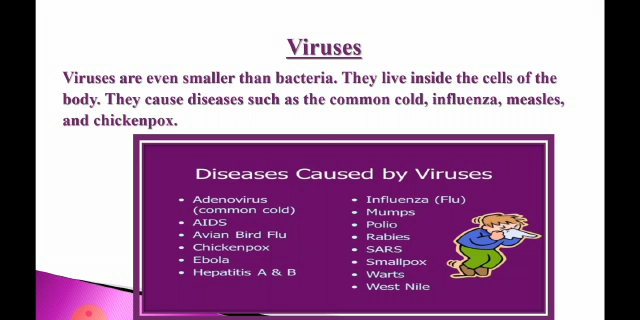 Viruses
Viruses are even smaller than bacteria. They live inside the cells of the
body. They cause diseases such as the common cold, influenza, measles,
and chickenpox.
Diseases Caused by Viruses
• Adenovirus
(common cold)
• AIDS
• Avian Bird Flu
• Chickenpox
• Ebola
• Hepatitis A & B
• Influenza (Flu)
• Mumps
• Polio
• Rabies
• SARS
• Smallpox
• Warts
• West Nile